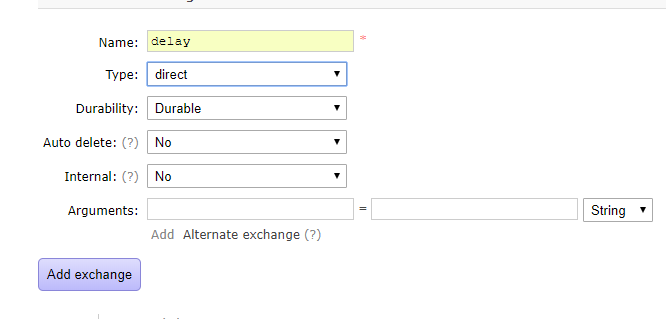 Name: delay *
Type: direct
Durability: Durable
Auto delete: (?) No
Internal: (?) No
Arguments: = String
Add Alternate exchange (?)
Add exchange